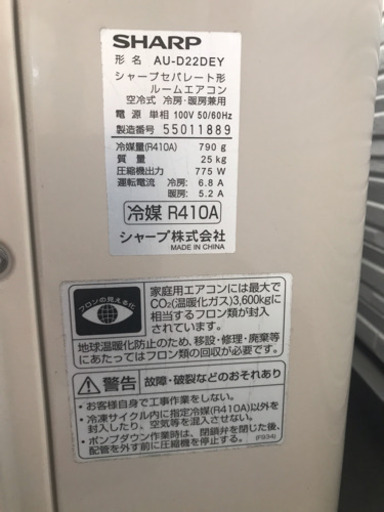 SHARP
形 名 AU-D22DEY
シャープセパレート形
ルームエアコン
空冷式 冷房・暖房兼用
電 源 単相 100V 50/60Hz
製造番号 55011889
冷媒量(R410A) 790 g
質 量 25 kg
圧縮機出力 775 W
運転電流 冷房: 6.8 A
暖房: 5.2 A
冷媒 R410A
シャープ株式会社
MADE IN CHINA
フロンの見える化
家庭用エアコンには最大で
CO₂(温暖化ガス)3,600kgに
相当するフロン類が封入
されています。
地球温暖化防止のため、移設・修理・廃棄等
にあたってはフロン類の回収が必要です。
警告 故障・破裂などのおそれあり
・お客様自身で工事作業をしない。
・冷凍サイクル内に指定冷媒(R410A)以外を
封入したり、空気等を混入させない。
・ポンプダウン作業時は、閉鎖弁を閉じた後、
配管を外す前に圧縮機を停止する。 (F934)